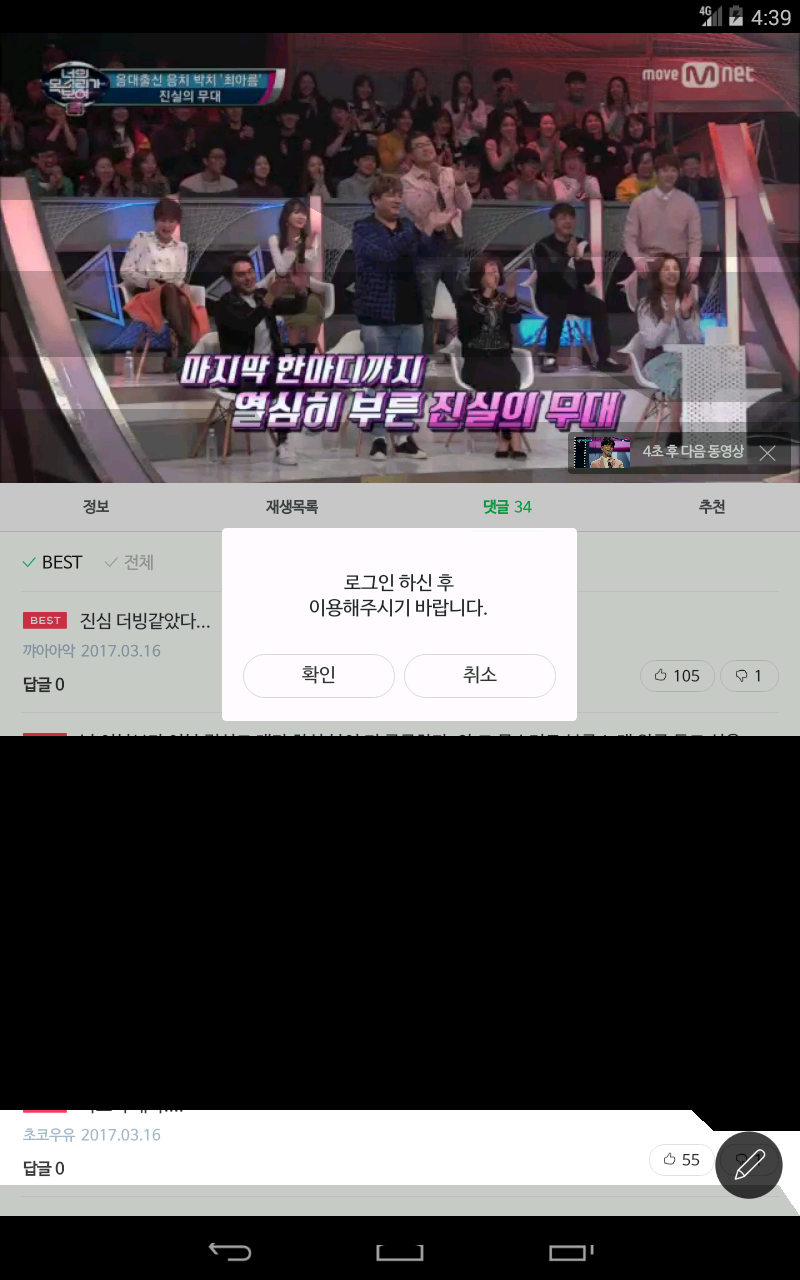 4G 4:39
너의
목소리가
보여
음대출신 음치 박치 '최아름'
진실의 무대
move Mnet
마지막 한마디까지
열심히 부른 진실의 무대
4초 후 다음 동영상
정보 재생목록 댓글 34 추천
BEST 전체
로그인 하신 후
이용해주시기 바랍니다.
확인 취소
BEST 진심 더빙같았다...
꺄아아악 2017.03.16
답글 0
105 1
초코우유 2017.03.16
답글 0
55 1